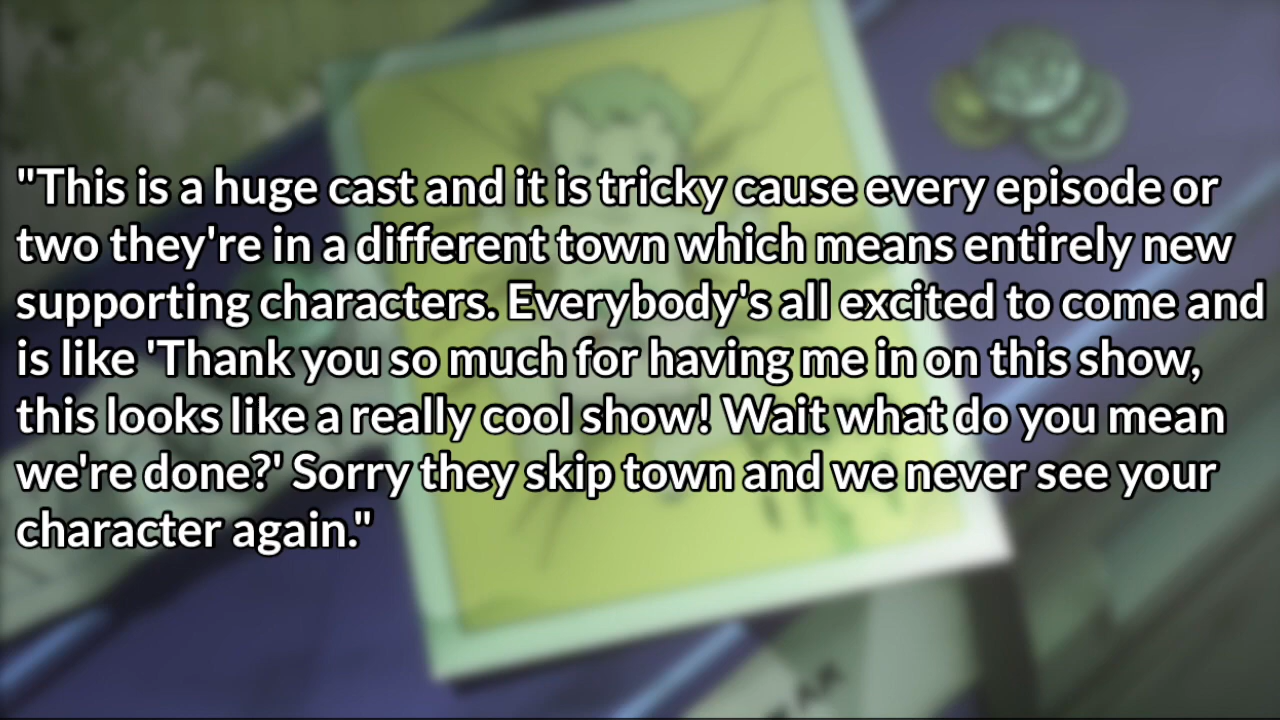 "This is a huge cast and it is tricky cause every episode or
two they're in a different town which means entirely new
supporting characters. Everybody's all excited to come and
is like 'Thank you so much for having me in on this show,
this looks like a really cool show! Wait what do you mean
we're done?' Sorry they skip town and we never see your
character again."